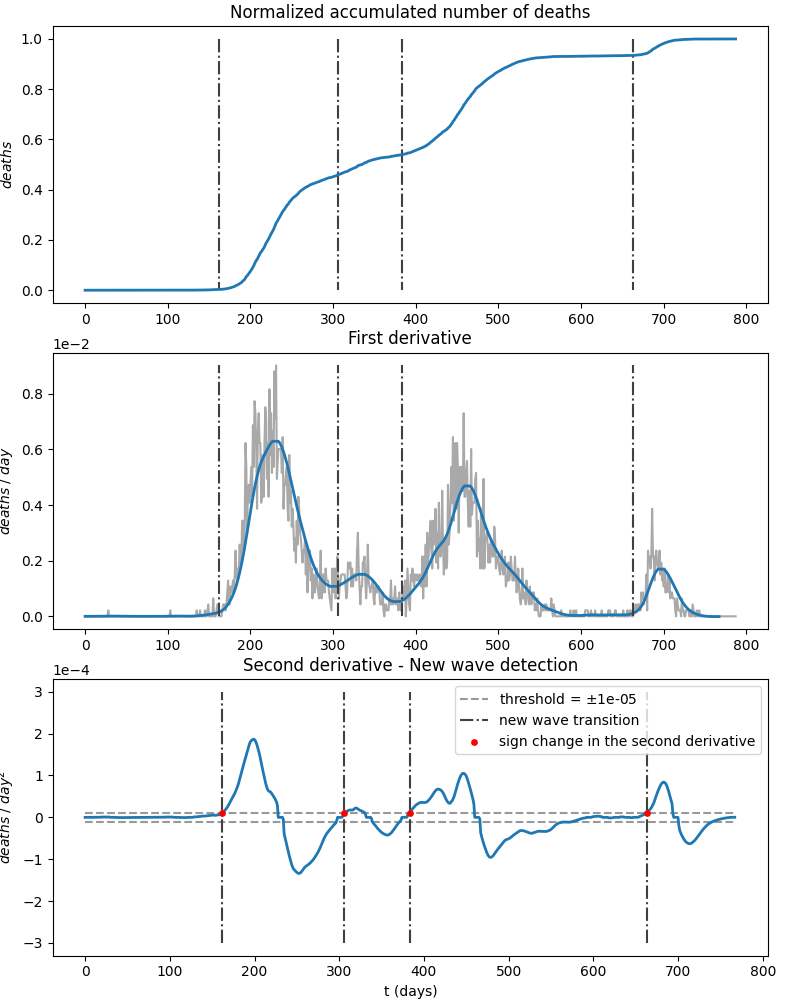 Normalized accumulated number of deaths
1.0
0.8
0.6
0.4
0.2
0.0
deaths
0 100 200 300 400 500 600 700 800
First derivative
1e−2
0.8
0.6
0.4
0.2
0.0
deaths / day
0 100 200 300 400 500 600 700 800
Second derivative - New wave detection
1e−4
3
2
1
0
−1
−2
−3
deaths / day²
threshold = ±1e-05
new wave transition
sign change in the second derivative
0 100 200 300 400 500 600 700 800
t (days)